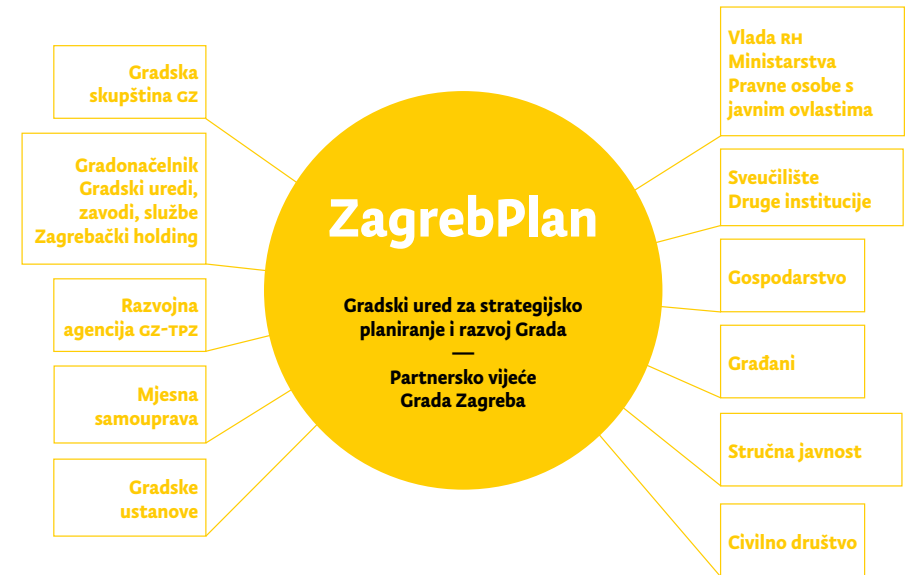 Gradska
skupština GZ
Gradonačelnik
Gradski uredi,
zavodi, službe
Zagrebački holding
Razvojna
agencija GZ-TPZ
Mjesna
samouprava
Gradske
ustanove
ZagrebPlan
Gradski ured za strategijsko
planiranje i razvoj Grada
—
Partnersko vijeće
Grada Zagreba
Vlada RH
Ministarstva
Pravne osobe s
javnim ovlastima
Sveučilište
Druge institucije
Gospodarstvo
Građani
Stručna javnost
Civilno društvo